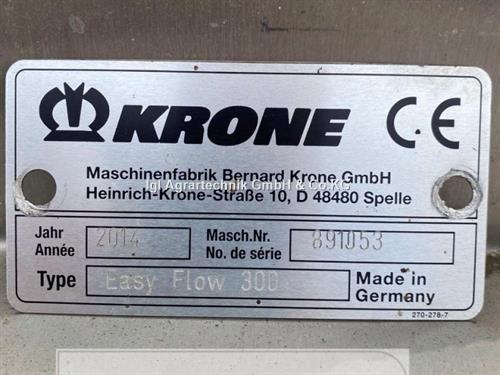 KRONE CE
Maschinenfabrik Bernard Krone GmbH
Igl Agrartechnik GmbH & Co.KG
Heinrich-Krone-Straße 10, D 48480 Spelle
Jahr 2014 Masch.Nr. 891053
Année No. de série
Type Easy Flow 300 Made in
Germany
270-278-7